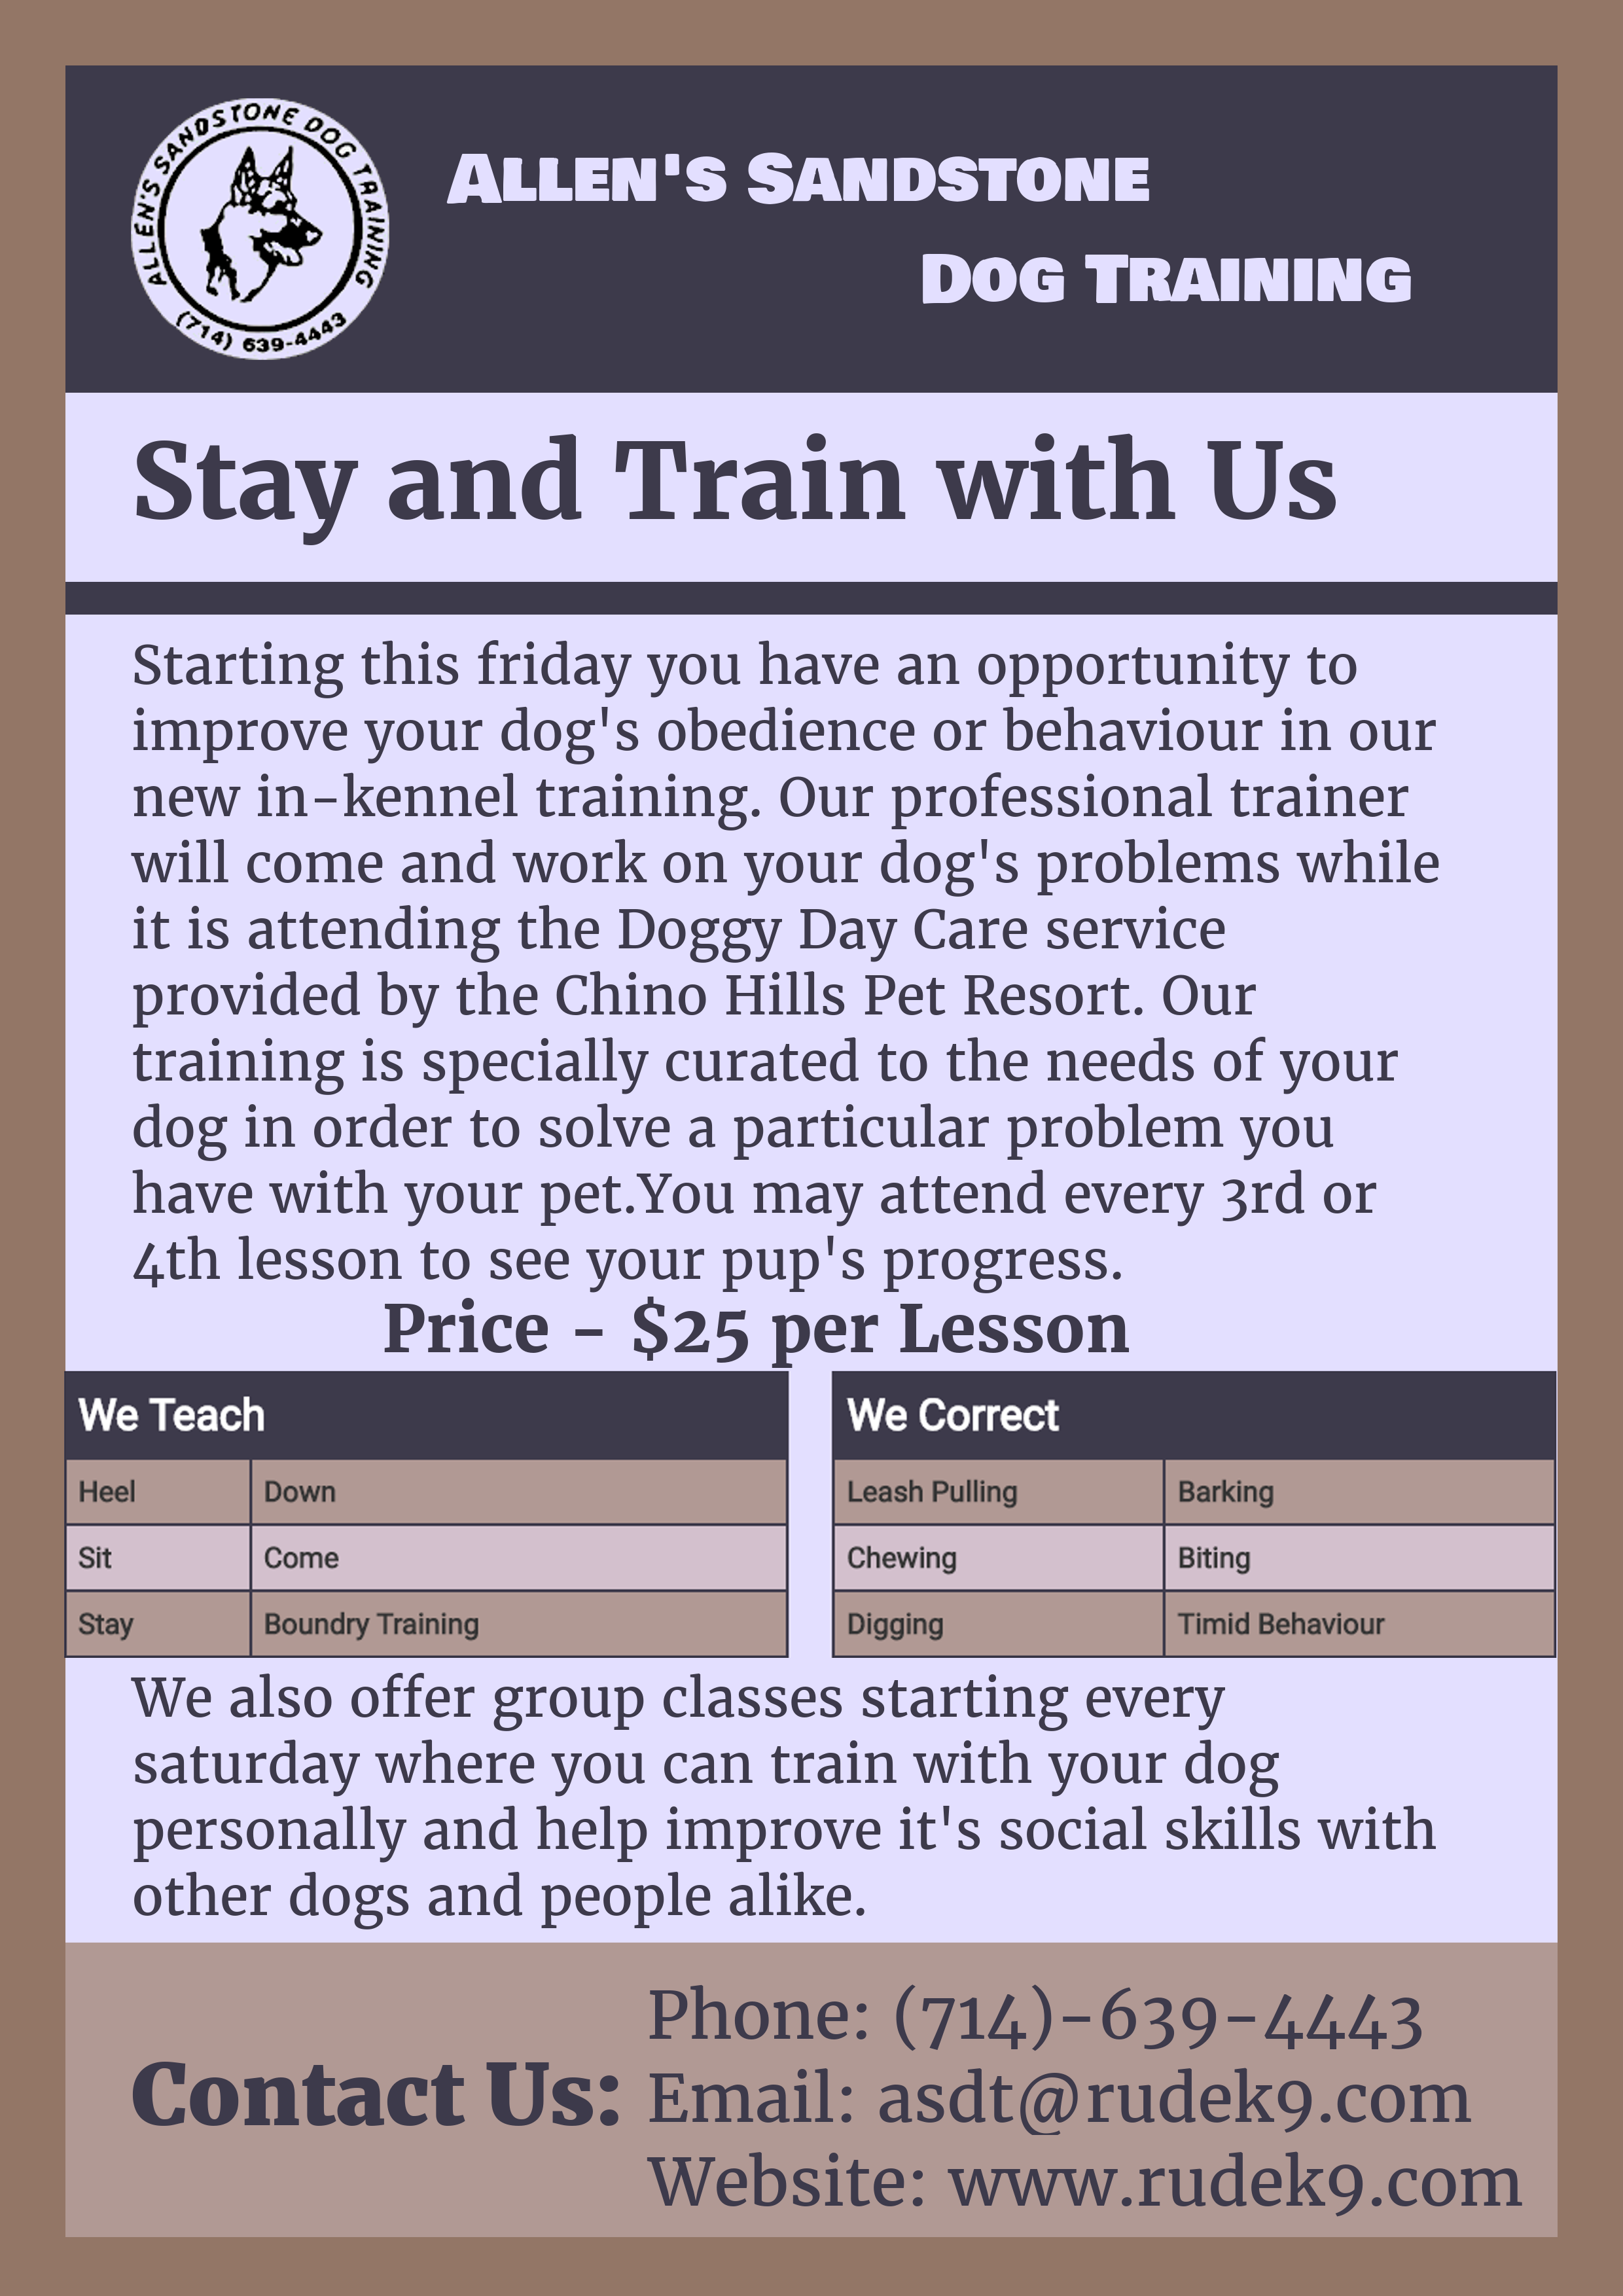 ALLEN'S SANDSTONE DOG TRAINING
(714) 639-4443
Allen's Sandstone
Dog Training
Stay and Train with Us
Starting this friday you have an opportunity to
improve your dog's obedience or behaviour in our
new in-kennel training. Our professional trainer
will come and work on your dog's problems while
it is attending the Doggy Day Care service
provided by the Chino Hills Pet Resort. Our
training is specially curated to the needs of your
dog in order to solve a particular problem you
have with your pet.You may attend every 3rd or
4th lesson to see your pup's progress.
Price - $25 per Lesson
We Teach
Heel Down
Sit Come
Stay Boundry Training
We Correct
Leash Pulling Barking
Chewing Biting
Digging Timid Behaviour
We also offer group classes starting every
saturday where you can train with your dog
personally and help improve it's social skills with
other dogs and people alike.
Contact Us:
Phone: (714)-639-4443
Email: asdt@rudek9.com
Website: www.rudek9.com